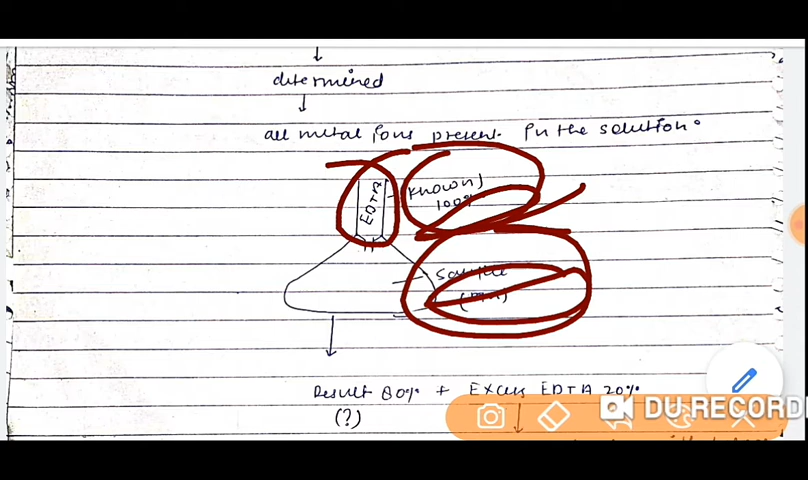 determined
all metal ions present in the solution.
EDTA
Known
100%
Sample
Result 80% + Excess EDTA 20%
(?)
DU RECORD